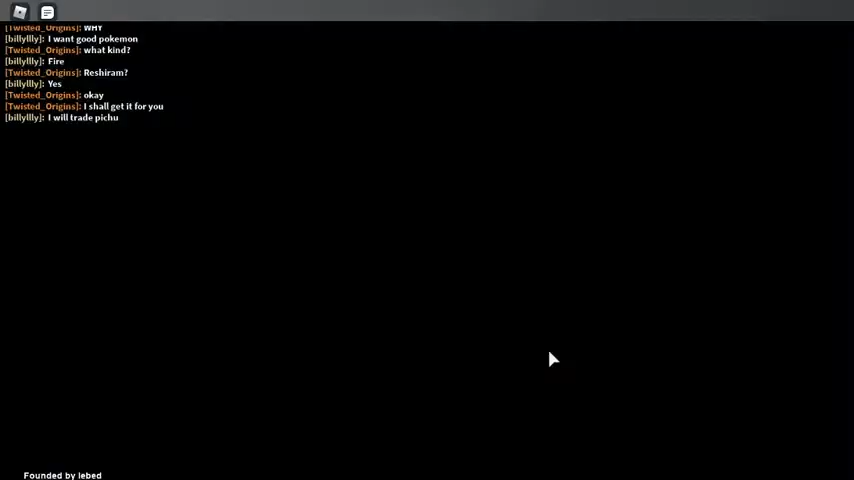 [Twisted_Origins]: WHY
[billyllly]: I want good pokemon
[Twisted_Origins]: what kind?
[billyllly]: Fire
[Twisted_Origins]: Reshiram?
[billyllly]: Yes
[Twisted_Origins]: okay
[Twisted_Origins]: I shall get it for you
[billyllly]: I will trade pichu
Founded by lebed